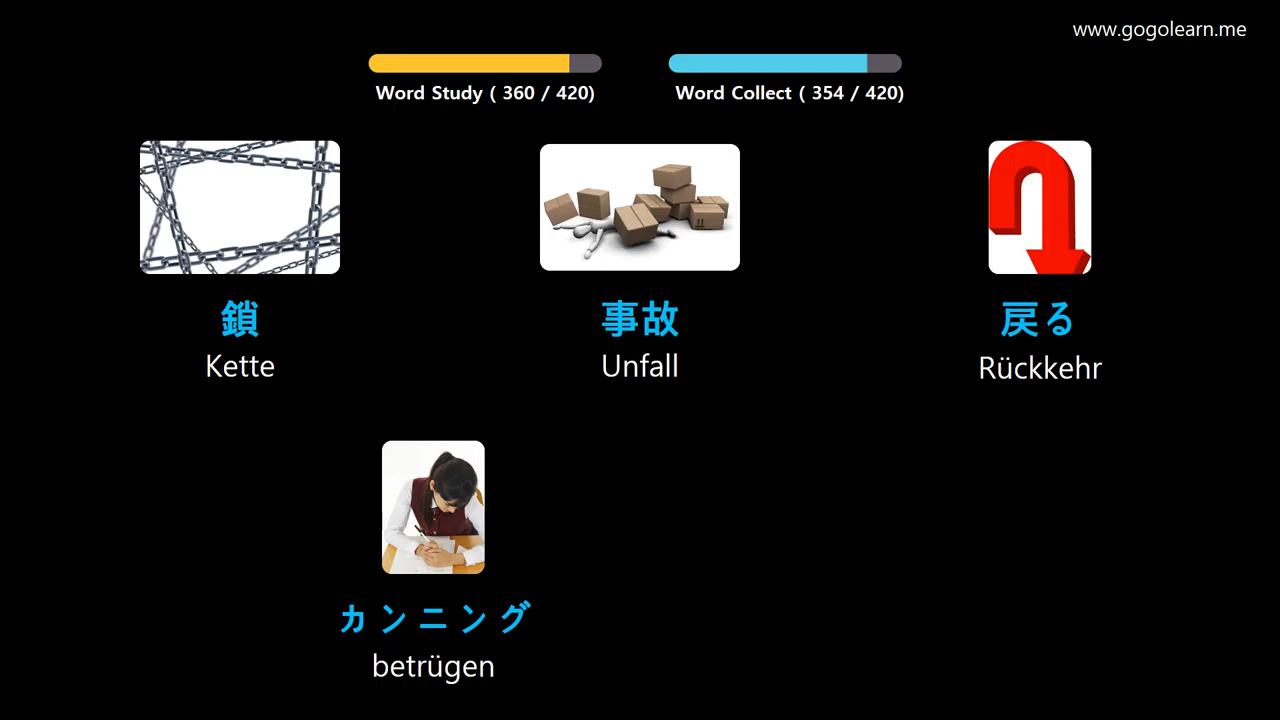 www.gogolearn.me
Word Study ( 360 / 420)
Word Collect ( 354 / 420)
鎖
Kette
事故
Unfall
戻る
Rückkehr
カンニング
betrügen